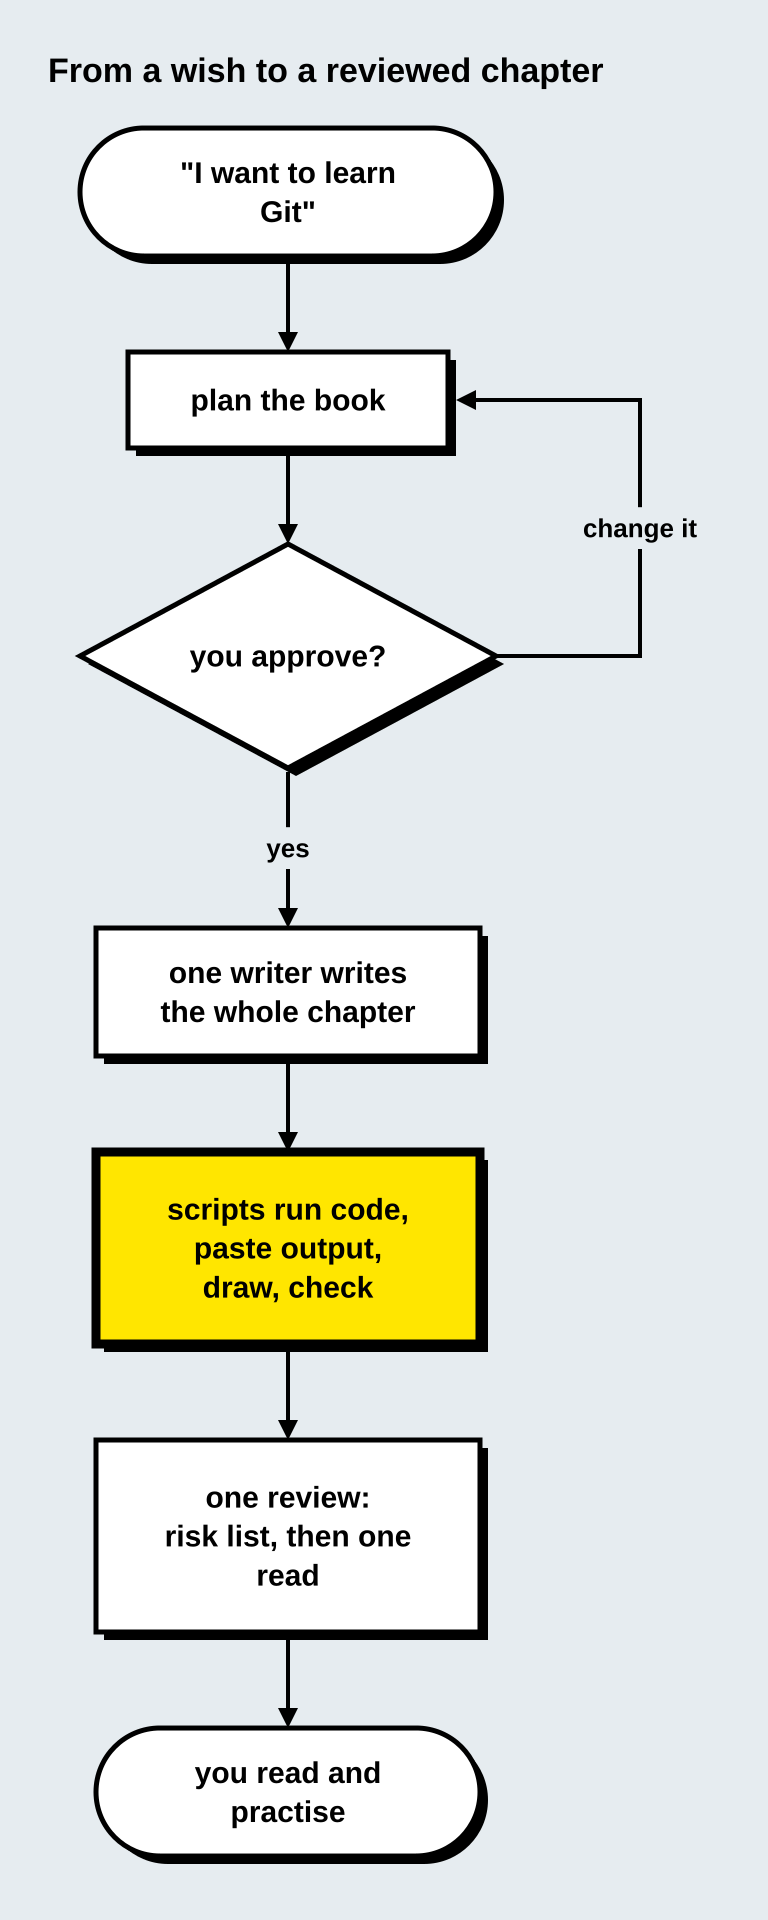 From a wish to a reviewed chapter
"I want to learn
Git"
plan the book
change it
you approve?
yes
one writer writes
the whole chapter
scripts run code,
paste output,
draw, check
one review:
risk list, then one
read
you read and
practise